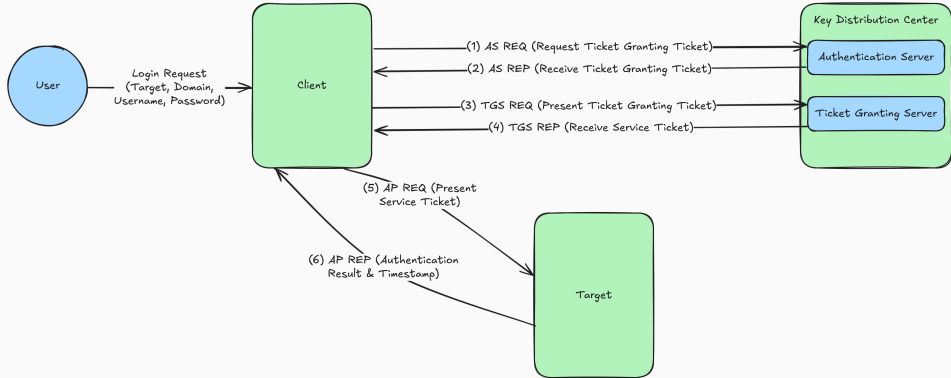 Key Distribution Center
(1) AS REQ (Request Ticket Granting Ticket)
Authentication Server
(2) AS REP (Receive Ticket Granting Ticket)
User
Login Request
(Target, Domain,
Username, Password)
Client
(3) TGS REQ (Present Ticket Granting Ticket)
Ticket Granting Server
(4) TGS REP (Receive Service Ticket)
(5) AP REQ (Present
Service Ticket)
(6) AP REP (Authentication
Result & Timestamp)
Target